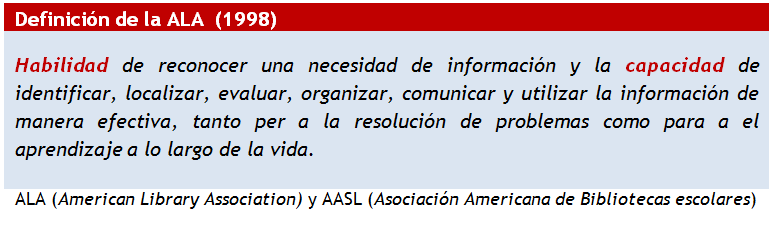 Definición de la ALA (1998)
Habilidad de reconocer una necesidad de información y la capacidad de
identificar, localizar, evaluar, organizar, comunicar y utilizar la información de
manera efectiva, tanto per a la resolución de problemas como para a el
aprendizaje a lo largo de la vida.
ALA (American Library Association) y AASL (Asociación Americana de Bibliotecas escolares)